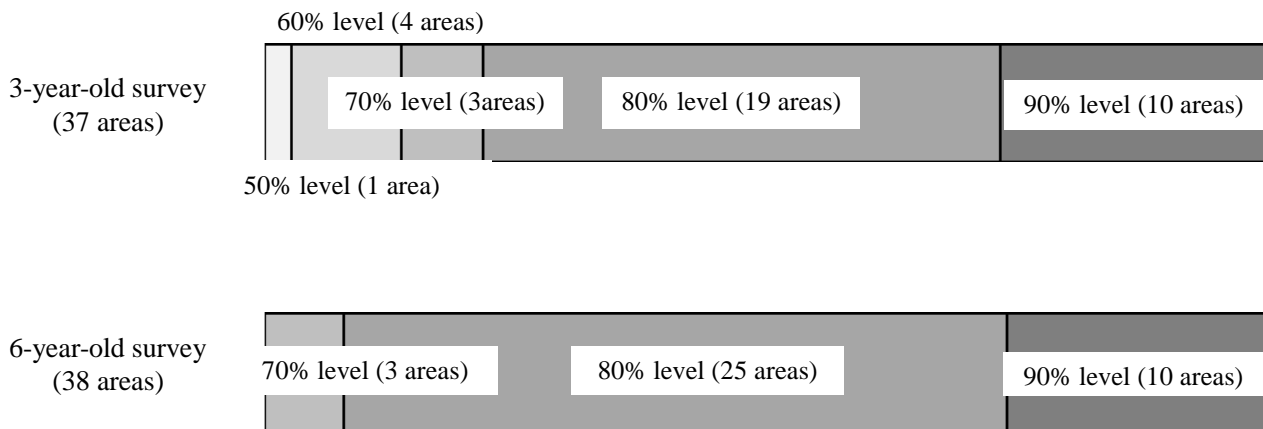 60% level (4 areas)
3-year-old survey
(37 areas)
70% level (3areas)
80% level (19 areas)
90% level (10 areas)
50% level (1 area)
6-year-old survey
(38 areas)
70% level (3 areas)
80% level (25 areas)
90% level (10 areas)